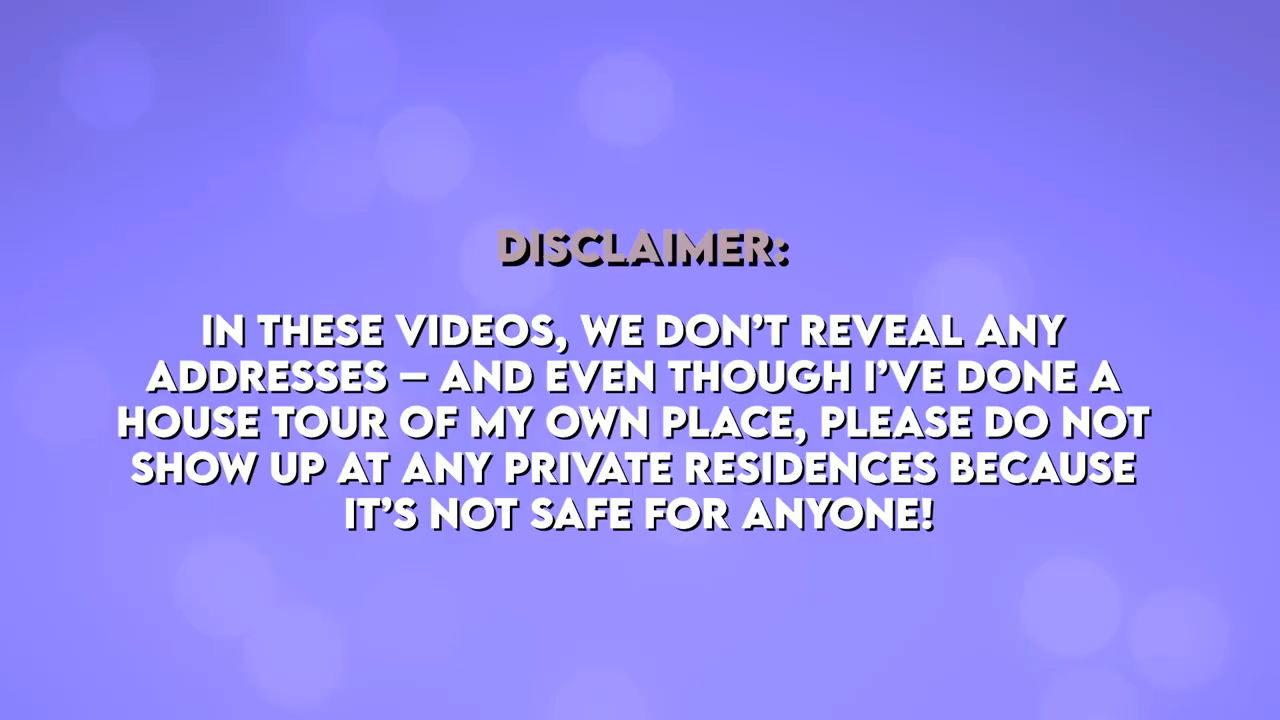 DISCLAIMER:
IN THESE VIDEOS, WE DON’T REVEAL ANY
ADDRESSES – AND EVEN THOUGH I’VE DONE A
HOUSE TOUR OF MY OWN PLACE, PLEASE DO NOT
SHOW UP AT ANY PRIVATE RESIDENCES BECAUSE
IT’S NOT SAFE FOR ANYONE!